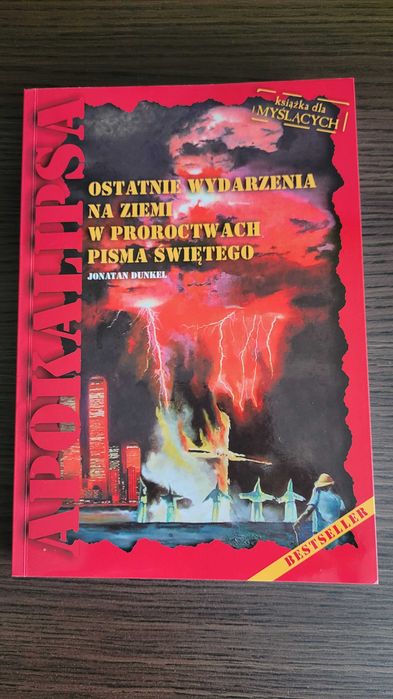 APOKALIPSA
książka dla
MYŚLĄCYCH
OSTATNIE WYDARZENIA
NA ZIEMI
W PROROCTWACH
PISMA ŚWIĘTEGO
JONATAN DUNKEL
BESTSELLER